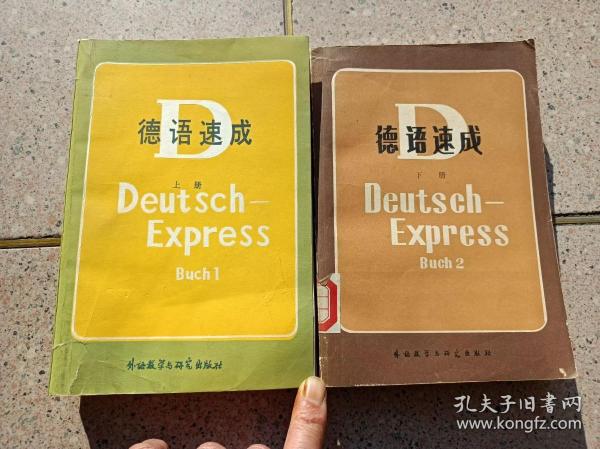 D
德语速成
上册
Deutsch-
Express
Buch 1
外语教学与研究出版社
D
德语速成
下册
Deutsch-
Express
Buch 2
外语教学与研究出版社
孔夫子旧书网
www.kongfz.com